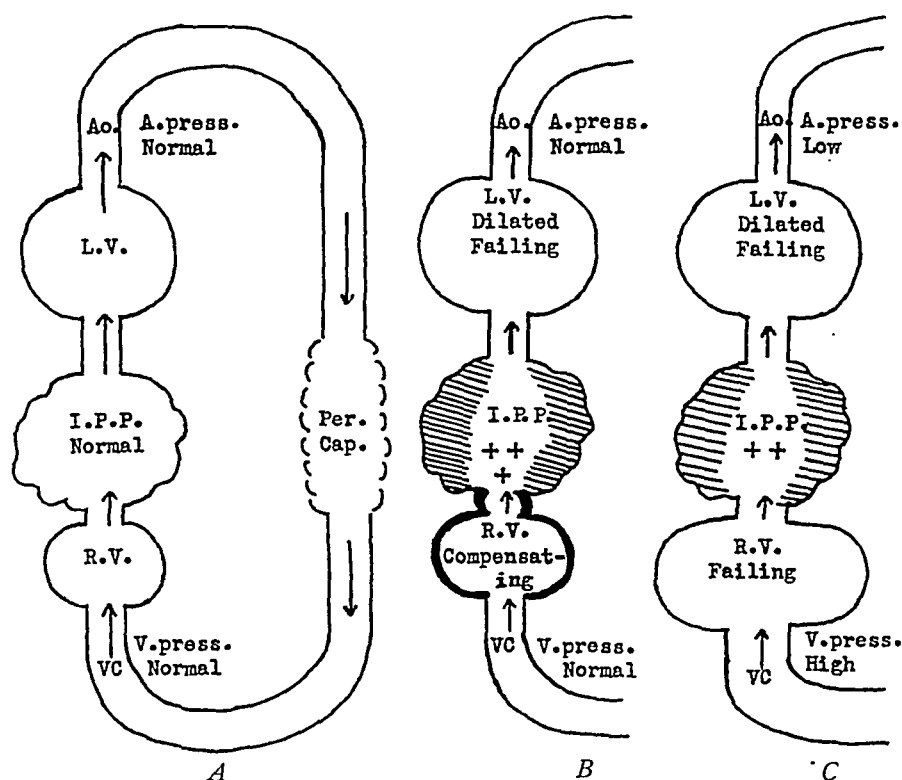 Ao.
A.press.
Normal
L.V.
I.P.P.
Normal
Per.
Cap.
R.V.
V.press.
Normal
VC
A
Ao.
A.press.
Normal
L.V.
Dilated
Failing
I.P.P.
++
+
R.V.
Compensat-
ing
V.press.
Normal
VC
B
Ao.
A.press.
Low
L.V.
Dilated
Failing
I.P.P.
++
R.V.
Failing
V.press.
High
VC
C